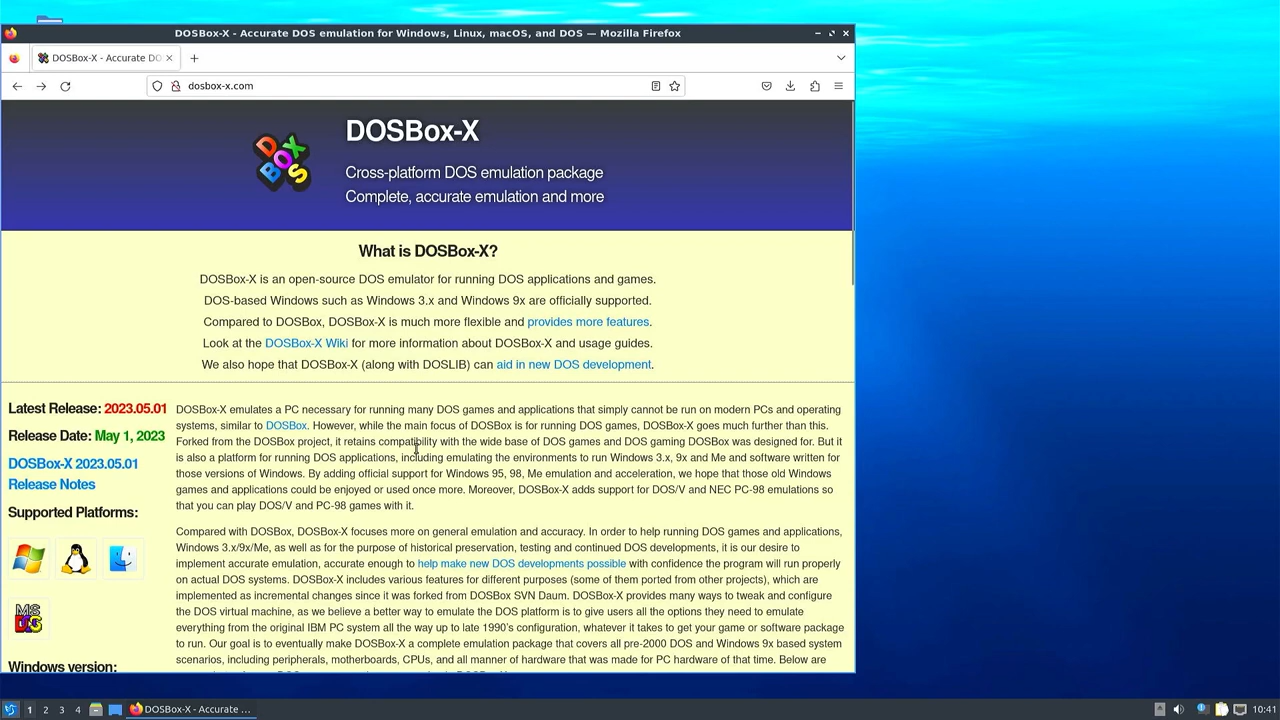 DOSBox-X - Accurate DOS emulation for Windows, Linux, macOS, and DOS — Mozilla Firefox
DOSBox-X - Accurate DO
dosbox-x.com
DOSBox-X
Cross-platform DOS emulation package
Complete, accurate emulation and more
What is DOSBox-X?
DOSBox-X is an open-source DOS emulator for running DOS applications and games.
DOS-based Windows such as Windows 3.x and Windows 9x are officially supported.
Compared to DOSBox, DOSBox-X is much more flexible and provides more features.
Look at the DOSBox-X Wiki for more information about DOSBox-X and usage guides.
We also hope that DOSBox-X (along with DOSLIB) can aid in new DOS development.
Latest Release: 2023.05.01
Release Date: May 1, 2023
DOSBox-X 2023.05.01
Release Notes
Supported Platforms:
Windows version:
DOSBox-X emulates a PC necessary for running many DOS games and applications that simply cannot be run on modern PCs and operating
systems, similar to DOSBox. However, while the main focus of DOSBox is for running DOS games, DOSBox-X goes much further than this.
Forked from the DOSBox project, it retains compatibility with the wide base of DOS games and DOS gaming DOSBox was designed for. But it
is also a platform for running DOS applications, including emulating the environments to run Windows 3.x, 9x and Me and software written for
those versions of Windows. By adding official support for Windows 95, 98, Me emulation and acceleration, we hope that those old Windows
games and applications could be enjoyed or used once more. Moreover, DOSBox-X adds support for DOS/V and NEC PC-98 emulations so
that you can play DOS/V and PC-98 games with it.
Compared with DOSBox, DOSBox-X focuses more on general emulation and accuracy. In order to help running DOS games and applications,
Windows 3.x/9x/Me, as well as for the purpose of historical preservation, testing and continued DOS developments, it is our desire to
implement accurate emulation, accurate enough to help make new DOS developments possible with confidence the program will run properly
on actual DOS systems. DOSBox-X includes various features for different purposes (some of them ported from other projects), which are
implemented as incremental changes since it was forked from DOSBox SVN Daum. DOSBox-X provides many ways to tweak and configure
the DOS virtual machine, as we believe a better way to emulate the DOS platform is to give users all the options they need to emulate
everything from the original IBM PC system all the way up to late 1990's configuration, whatever it takes to get your game or software package
to run. Our goal is to eventually make DOSBox-X a complete emulation package that covers all pre-2000 DOS and Windows 9x based system
scenarios, including peripherals, motherboards, CPUs, and all manner of hardware that was made for PC hardware of that time. Below are
1 2 3 4 DOSBox-X - Accurate ... 10:41